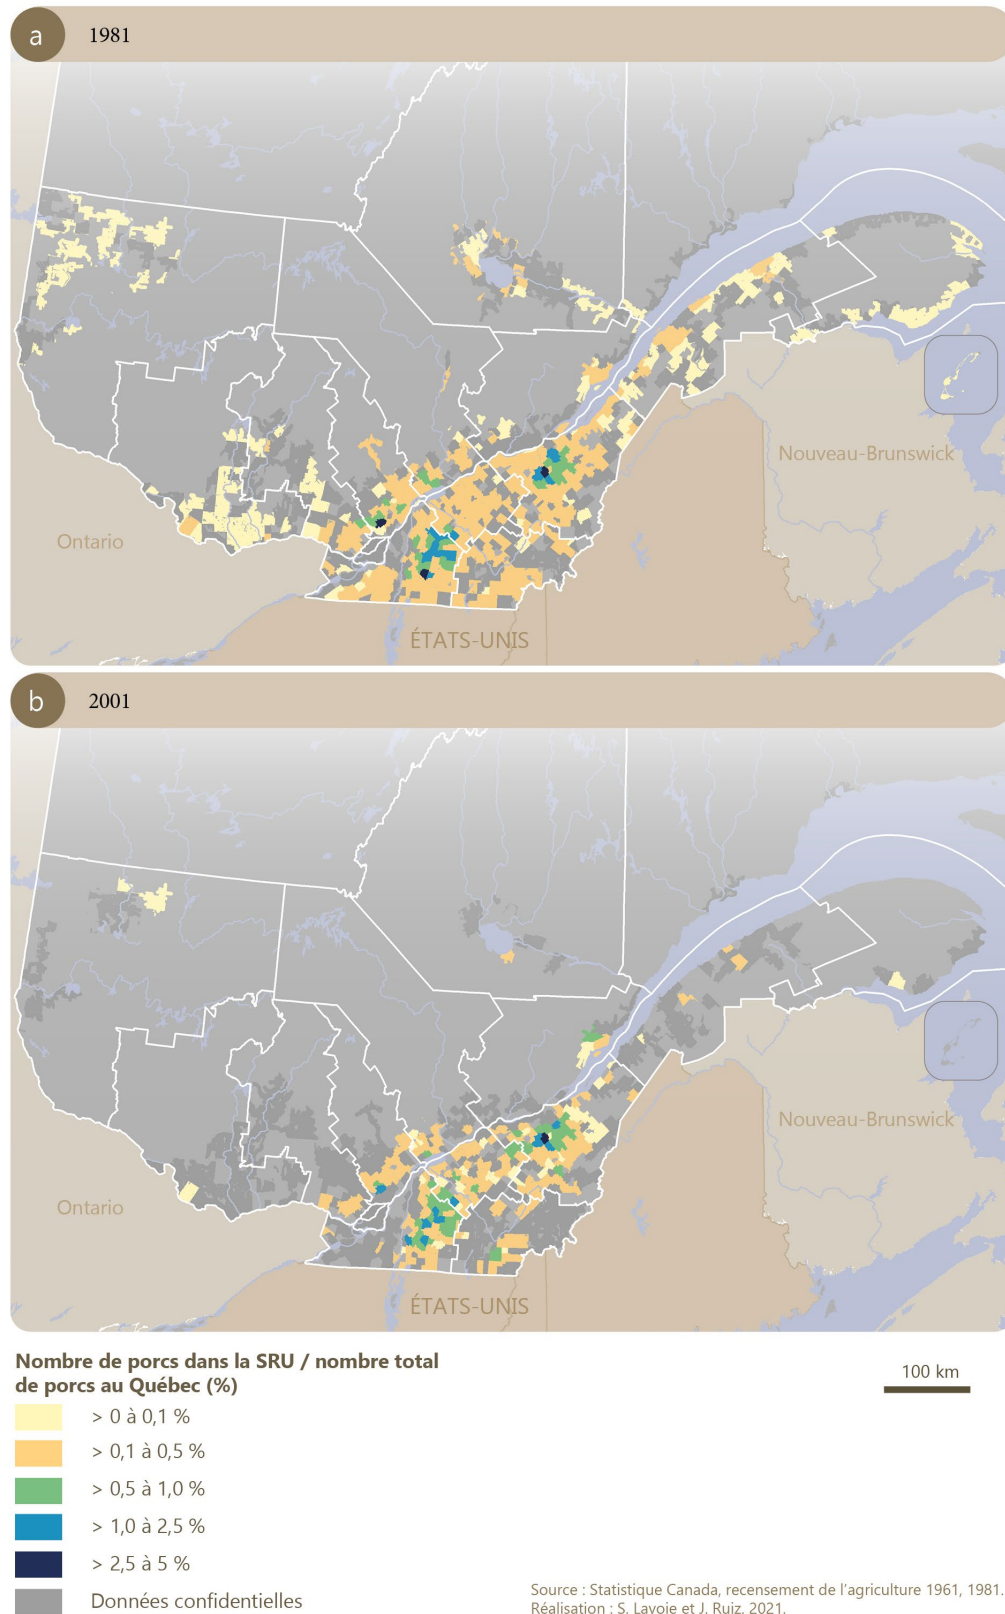 a
1981
Nouveau-Brunswick
Ontario
ÉTATS-UNIS
b
2001
Nouveau-Brunswick
Ontario
ÉTATS-UNIS
Nombre de porcs dans la SRU / nombre total
de porcs au Québec (%)
100 km
> 0 à 0,1 %
> 0,1 à 0,5 %
> 0,5 à 1,0 %
> 1,0 à 2,5 %
> 2,5 à 5 %
Données confidentielles
Source : Statistique Canada, recensement de l'agriculture 1961, 1981.
Réalisation : S. Lavoie et J. Ruiz. 2021.